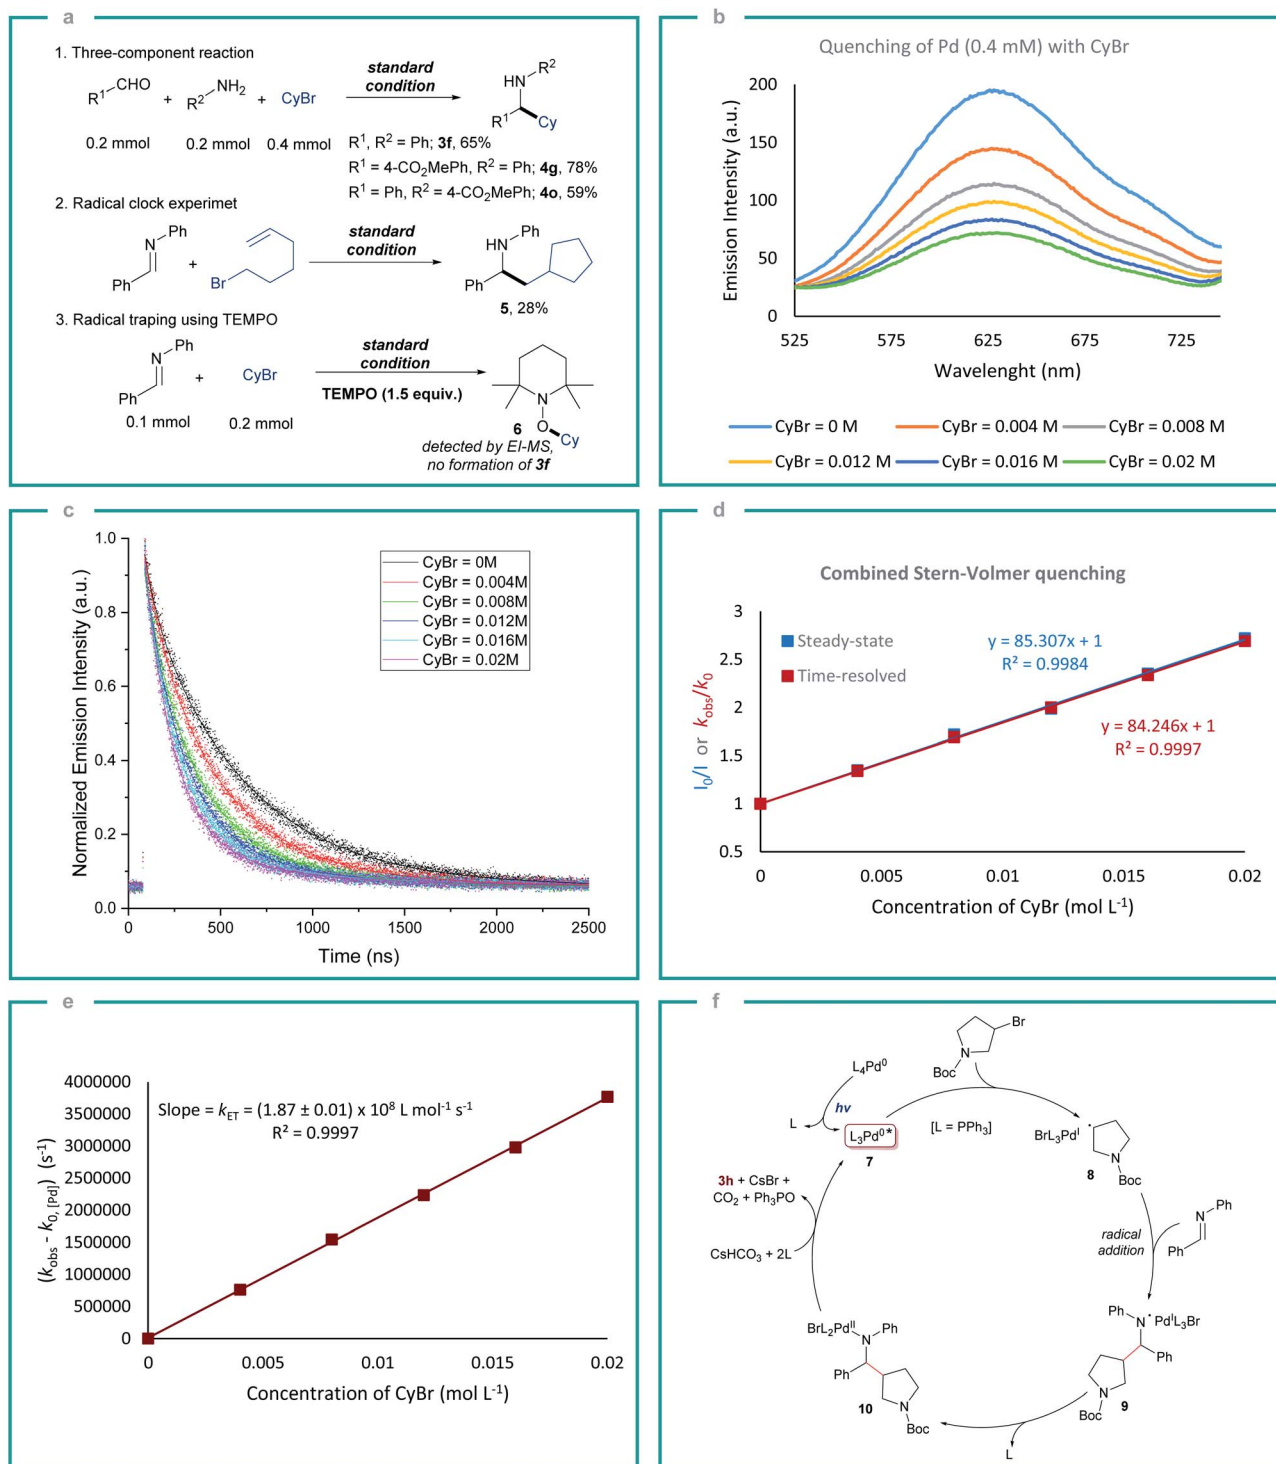 a
1. Three-component reaction
R¹ CHO + R² NH₂ + CyBr
standard
condition
HN R²
R¹ Cy
0.2 mmol 0.2 mmol 0.4 mmol
R¹, R² = Ph; 3f, 65%
R¹ = 4-CO₂MePh, R² = Ph; 4g, 78%
R¹ = Ph, R² = 4-CO₂MePh; 4o, 59%
2. Radical clock experimet
N Ph
Ph
+
Br
standard
condition
HN Ph
Ph
5, 28%
3. Radical traping using TEMPO
N Ph
Ph
+ CyBr
0.1 mmol 0.2 mmol
standard
condition
TEMPO (1.5 equiv.)
N
O
Cy
6
detected by EI-MS,
no formation of 3f
b
Quenching of Pd (0.4 mM) with CyBr
Emission Intensity (a.u.)
200
150
100
50
0
525 575 625 675 725
Wavelenght (nm)
CyBr = 0 M CyBr = 0.004 M CyBr = 0.008 M
CyBr = 0.012 M CyBr = 0.016 M CyBr = 0.02 M
c
Normalized Emission Intensity (a.u.)
1.0
0.8
0.6
0.4
0.2
0.0
0 500 1000 1500 2000 2500
Time (ns)
CyBr = 0M
CyBr = 0.004M
CyBr = 0.008M
CyBr = 0.012M
CyBr = 0.016M
CyBr = 0.02M
d
Combined Stern-Volmer quenching
I₀/I or k_obs/k₀
3
2.5
2
1.5
1
0.5
Steady-state
Time-resolved
y = 85.307x + 1
R² = 0.9984
y = 84.246x + 1
R² = 0.9997
0 0.005 0.01 0.015 0.02
Concentration of CyBr (mol L⁻¹)
e
(k_obs - k_0, [Pd]) (s⁻¹)
4000000
3500000
3000000
2500000
2000000
1500000
1000000
500000
0
Slope = k_ET = (1.87 ± 0.01) x 10⁸ L mol⁻¹ s⁻¹
R² = 0.9997
0 0.005 0.01 0.015 0.02
Concentration of CyBr (mol L⁻¹)
f
Br
N
Boc
L₄Pd⁰
hv
L
L₃Pd⁰*
7
[L = PPh₃]
BrL₃Pdᴵ
·
N
Boc
8
3h + CsBr +
CO₂ + Ph₃PO
CsHCO₃ + 2L
radical
addition
N Ph
Ph
Ph N · PdᴵL₃Br
Ph
N
Boc
9
BrL₂Pdᴵᴵ
N Ph
Ph
N
Boc
10
L